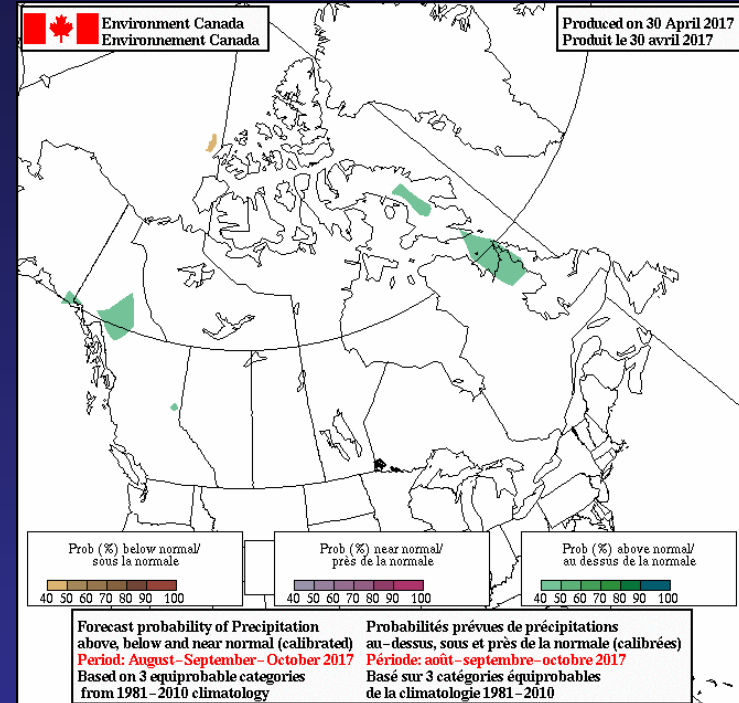 Environment Canada
Environnement Canada
Produced on 30 April 2017
Produit le 30 avril 2017
Prob (%) below normal/
sous la normale
40 50 60 70 80 90 100
Prob (%) near normal/
près de la normale
40 50 60 70 80 90 100
Prob (%) above normal/
au dessus de la normale
40 50 60 70 80 90 100
Forecast probability of Precipitation
above, below and near normal (calibrated)
Period: August-September-October 2017
Based on 3 equiprobable categories
from 1981-2010 climatology
Probabilités prévues de précipitations
au-dessus, sous et près de la normale (calibrées)
Période: août-septembre-octobre 2017
Basé sur 3 catégories équiprobables
de la climatologie 1981-2010